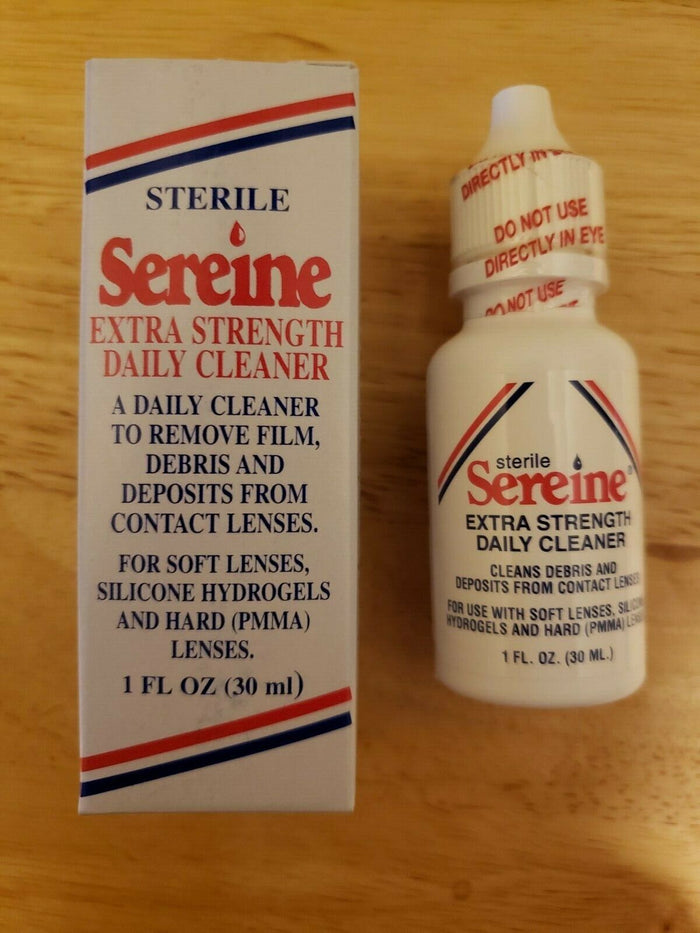 STERILE
Sereine
EXTRA STRENGTH
DAILY CLEANER
A DAILY CLEANER
TO REMOVE FILM,
DEBRIS AND
DEPOSITS FROM
CONTACT LENSES.
FOR SOFT LENSES,
SILICONE HYDROGELS
AND HARD (PMMA)
LENSES.
1 FL OZ (30 ml)
DIRECTLY IN
DO NOT USE
DIRECTLY IN EYE
DO NOT USE
sterile
Sereine®
EXTRA STRENGTH
DAILY CLEANER
CLEANS DEBRIS AND
DEPOSITS FROM CONTACT LENSES
FOR USE WITH SOFT LENSES,
HYDROGELS AND HARD (PMMA)
1 FL. OZ. (30 ML.)